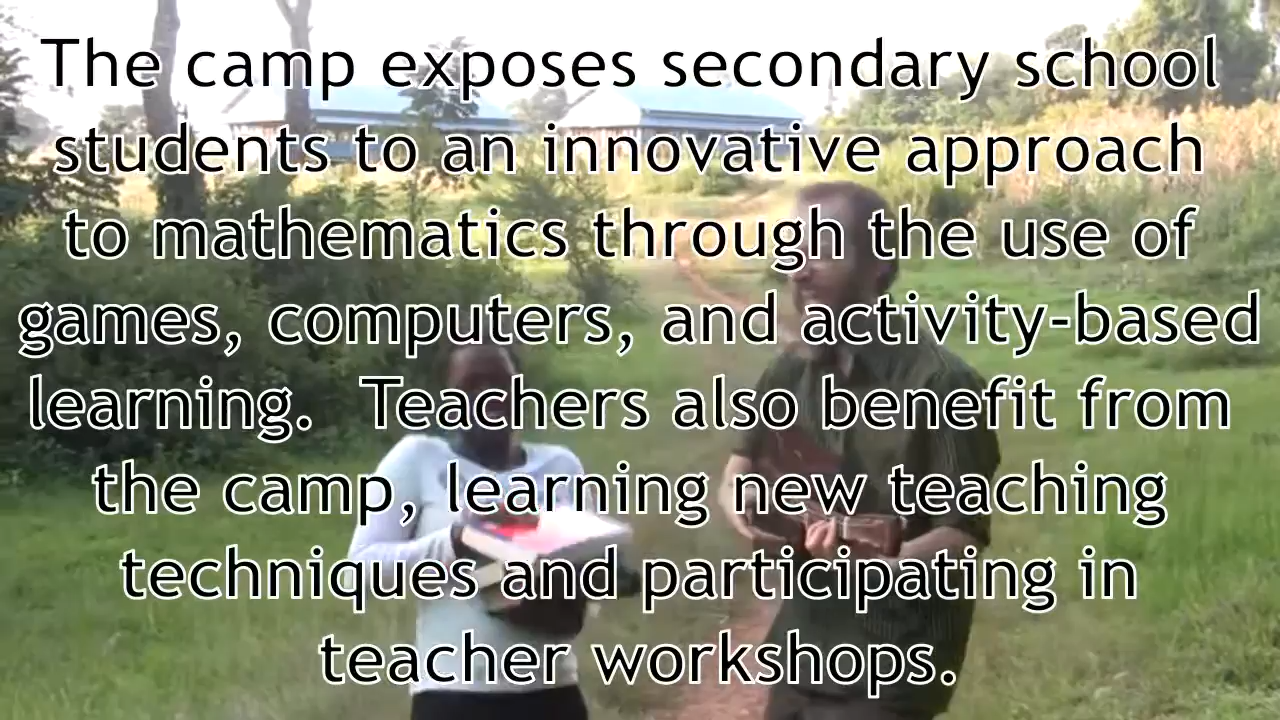 The camp exposes secondary school
students to an innovative approach
to mathematics through the use of
games, computers, and activity-based
learning.  Teachers also benefit from
the camp, learning new teaching
techniques and participating in
teacher workshops.